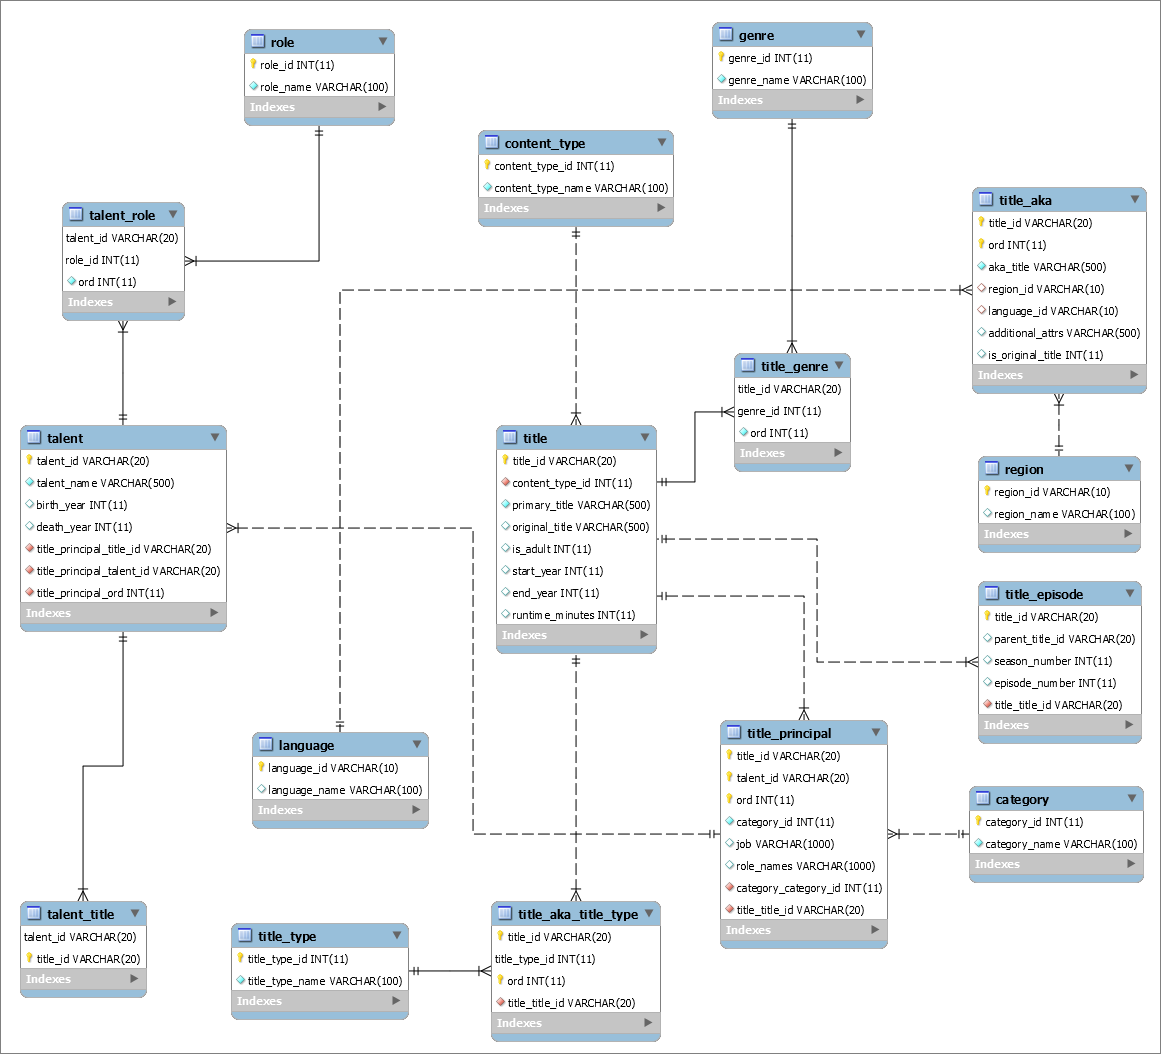 role
role_id INT(11)
role_name VARCHAR(100)
Indexes
genre
genre_id INT(11)
genre_name VARCHAR(100)
Indexes
content_type
content_type_id INT(11)
content_type_name VARCHAR(100)
Indexes
talent_role
talent_id VARCHAR(20)
role_id INT(11)
ord INT(11)
Indexes
title_aka
title_id VARCHAR(20)
ord INT(11)
aka_title VARCHAR(500)
region_id VARCHAR(10)
language_id VARCHAR(10)
additional_attrs VARCHAR(500)
is_original_title INT(11)
Indexes
title_genre
title_id VARCHAR(20)
genre_id INT(11)
ord INT(11)
Indexes
talent
talent_id VARCHAR(20)
talent_name VARCHAR(500)
birth_year INT(11)
death_year INT(11)
title_principal_title_id VARCHAR(20)
title_principal_talent_id VARCHAR(20)
title_principal_ord INT(11)
Indexes
title
title_id VARCHAR(20)
content_type_id INT(11)
primary_title VARCHAR(500)
original_title VARCHAR(500)
is_adult INT(11)
start_year INT(11)
end_year INT(11)
runtime_minutes INT(11)
Indexes
region
region_id VARCHAR(10)
region_name VARCHAR(100)
Indexes
title_episode
title_id VARCHAR(20)
parent_title_id VARCHAR(20)
season_number INT(11)
episode_number INT(11)
title_title_id VARCHAR(20)
Indexes
language
language_id VARCHAR(10)
language_name VARCHAR(100)
Indexes
title_principal
title_id VARCHAR(20)
talent_id VARCHAR(20)
ord INT(11)
category_id INT(11)
job VARCHAR(1000)
role_names VARCHAR(1000)
category_category_id INT(11)
title_title_id VARCHAR(20)
Indexes
category
category_id INT(11)
category_name VARCHAR(100)
Indexes
talent_title
talent_id VARCHAR(20)
title_id VARCHAR(20)
Indexes
title_type
title_type_id INT(11)
title_type_name VARCHAR(100)
Indexes
title_aka_title_type
title_id VARCHAR(20)
title_type_id INT(11)
ord INT(11)
title_title_id VARCHAR(20)
Indexes